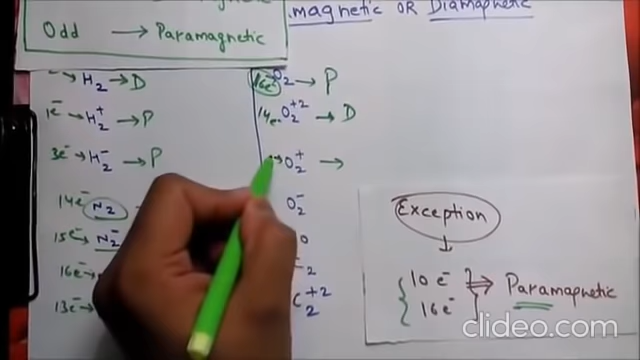 magnetic OR Diamagnetic
Odd → Paramagnetic
H₂ → D
1e⁻ → H₂⁺ → P
3e⁻ → H₂⁻ → P
14e⁻ N₂
15e⁻ → N₂⁻
16e⁻ →
13e⁻ →
16e⁻ O₂ → P
14e⁻ O₂⁺² → D
O₂⁺ →
O₂⁻
Exception
↓
10 e⁻
16 e⁻
⇒ Paramagnetic
clideo.com